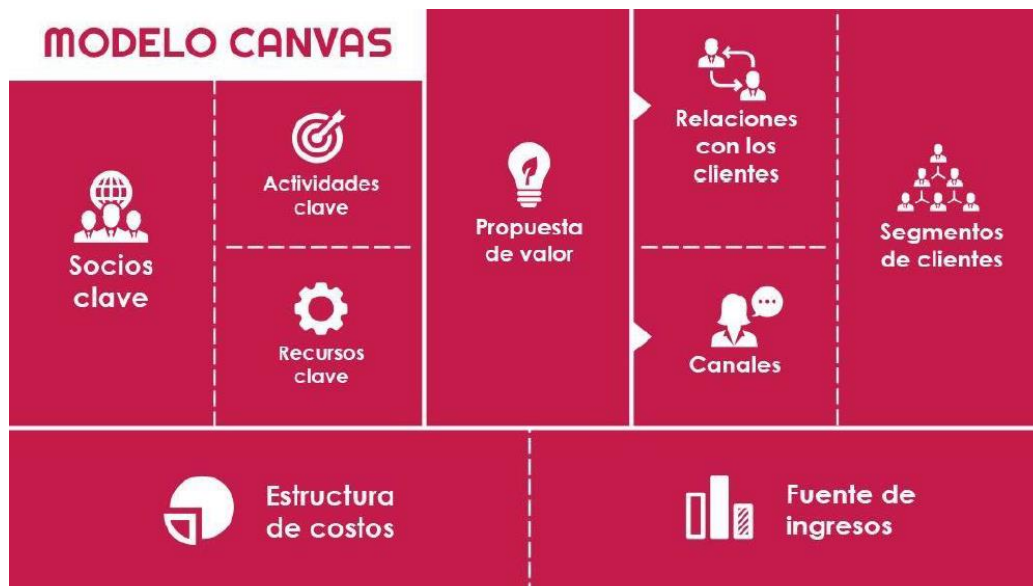 MODELO CANVAS
Socios
clave
Actividades
clave
Recursos
clave
Propuesta
de valor
Relaciones
con los
clientes
Canales
Segmentos
de clientes
Estructura
de costos
Fuente de
ingresos